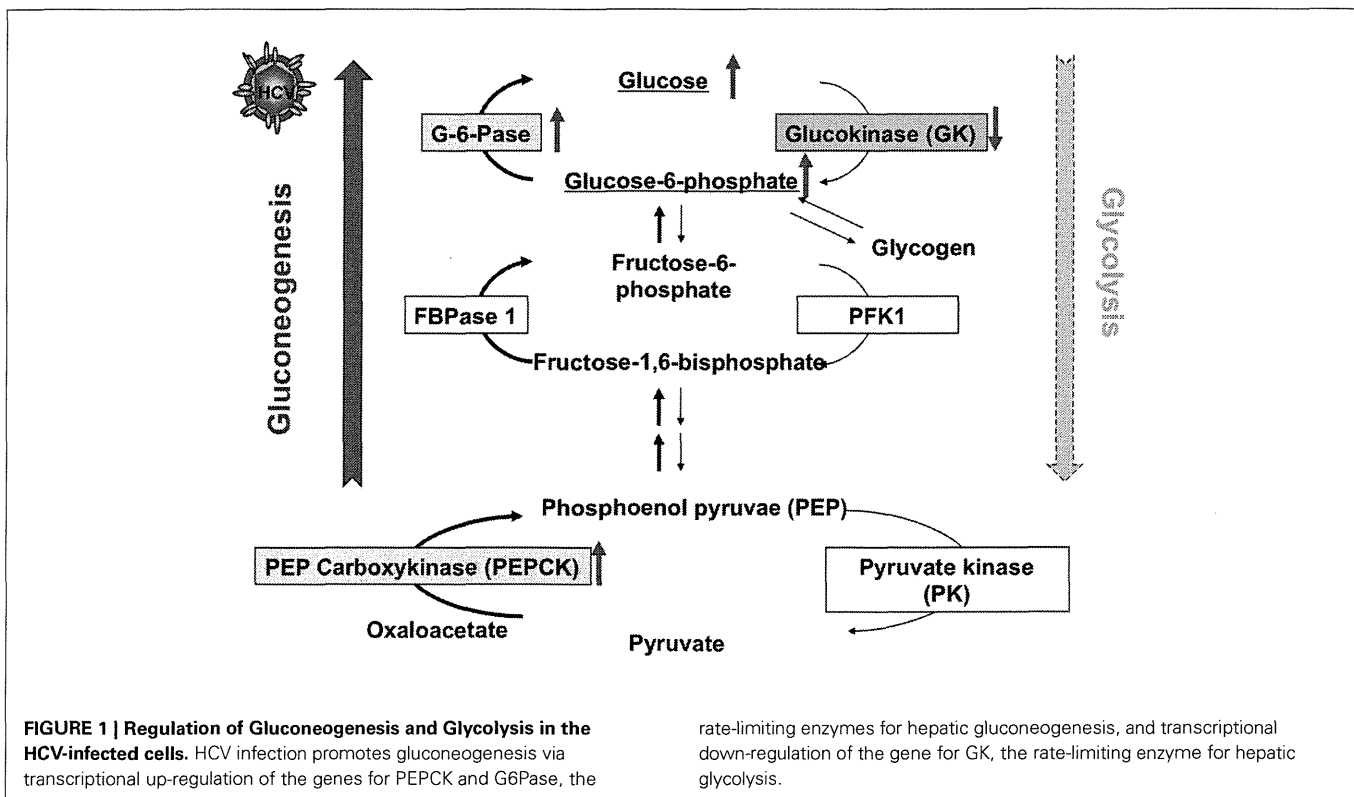 HCV
Glucose
G-6-Pase
Glucokinase (GK)
Glucose-6-phosphate
Glycogen
Gluconeogenesis
Glycolysis
Fructose-6-
phosphate
FBPase 1
PFK1
Fructose-1,6-bisphosphate
Phosphoenol pyruvae (PEP)
PEP Carboxykinase (PEPCK)
Pyruvate kinase
(PK)
Oxaloacetate
Pyruvate
FIGURE 1 | Regulation of Gluconeogenesis and Glycolysis in the
HCV-infected cells. HCV infection promotes gluconeogenesis via
transcriptional up-regulation of the genes for PEPCK and G6Pase, the
rate-limiting enzymes for hepatic gluconeogenesis, and transcriptional
down-regulation of the gene for GK, the rate-limiting enzyme for hepatic
glycolysis.